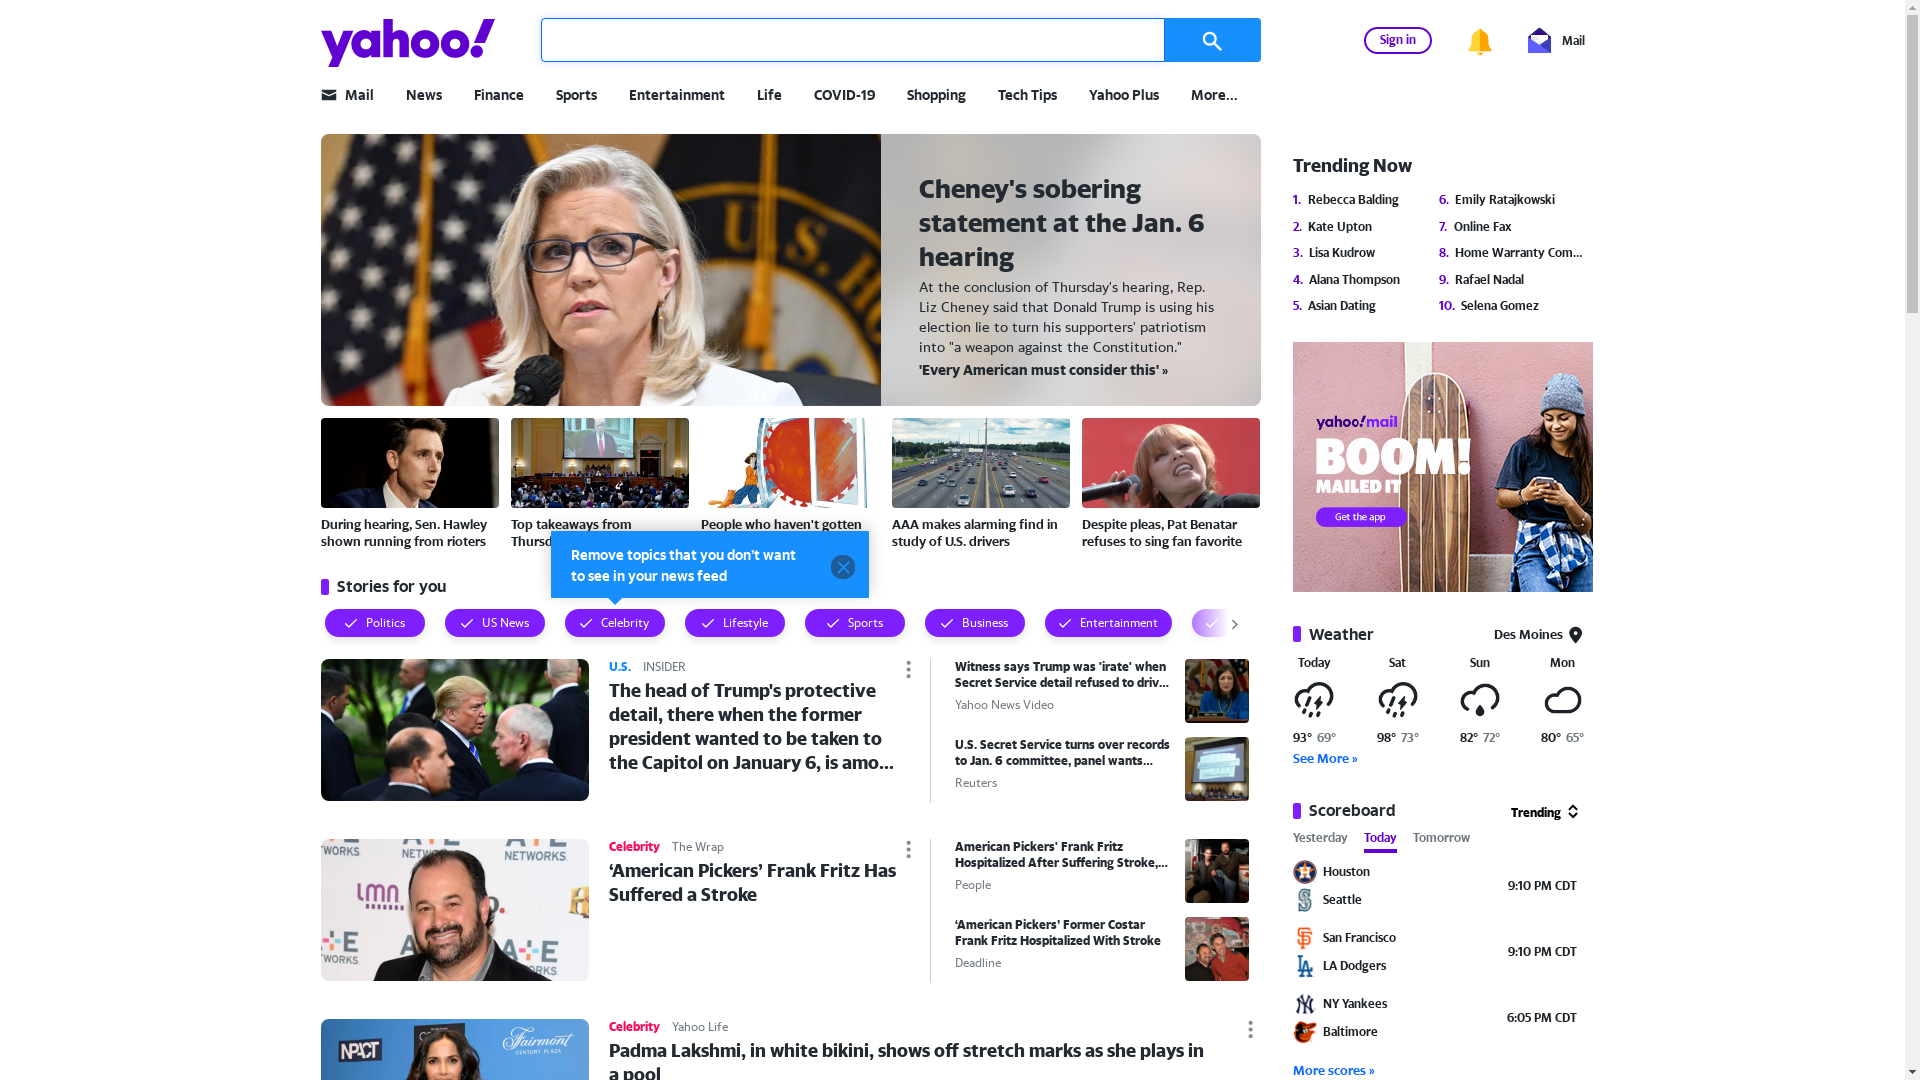 yahoo!
Sign in
Mail
Mail
News
Finance
Sports
Entertainment
Life
COVID-19
Shopping
Tech Tips
Yahoo Plus
More...
U.S. HO
Cheney's sobering
statement at the Jan. 6
hearing
At the conclusion of Thursday's hearing, Rep.
Liz Cheney said that Donald Trump is using his
election lie to turn his supporters' patriotism
into "a weapon against the Constitution."
'Every American must consider this' »
During hearing, Sen. Hawley
shown running from rioters
Top takeaways from
Thursd
People who haven't gotten
AAA makes alarming find in
study of U.S. drivers
Despite pleas, Pat Benatar
refuses to sing fan favorite
Remove topics that you don't want
to see in your news feed
Stories for you
Politics
US News
Celebrity
Lifestyle
Sports
Business
Entertainment
U.S. INSIDER
The head of Trump's protective
detail, there when the former
president wanted to be taken to
the Capitol on January 6, is amo...
Witness says Trump was 'irate' when
Secret Service detail refused to driv...
Yahoo News Video
U.S. Secret Service turns over records
to Jan. 6 committee, panel wants...
Reuters
NETWORKS
A+E
NETWORKS
LMN
A+E
WORKS
Celebrity The Wrap
‘American Pickers’ Frank Fritz Has
Suffered a Stroke
American Pickers' Frank Fritz
Hospitalized After Suffering Stroke,...
People
‘American Pickers’ Former Costar
Frank Fritz Hospitalized With Stroke
Deadline
NPACT
Fairmont
CENTURY PLAZA
Celebrity Yahoo Life
Padma Lakshmi, in white bikini, shows off stretch marks as she plays in
a pool
Trending Now
1. Rebecca Balding
2. Kate Upton
3. Lisa Kudrow
4. Alana Thompson
5. Asian Dating
6. Emily Ratajkowski
7. Online Fax
8. Home Warranty Com...
9. Rafael Nadal
10. Selena Gomez
yahoo!mail
BOOM!
MAILED IT
Get the app
Weather
Des Moines
Today Sat Sun Mon
93° 69° 98° 73° 82° 72° 80° 65°
See More »
Scoreboard
Trending
Yesterday Today Tomorrow
Houston
Seattle
9:10 PM CDT
San Francisco
LA Dodgers
9:10 PM CDT
NY Yankees
Baltimore
6:05 PM CDT
More scores »